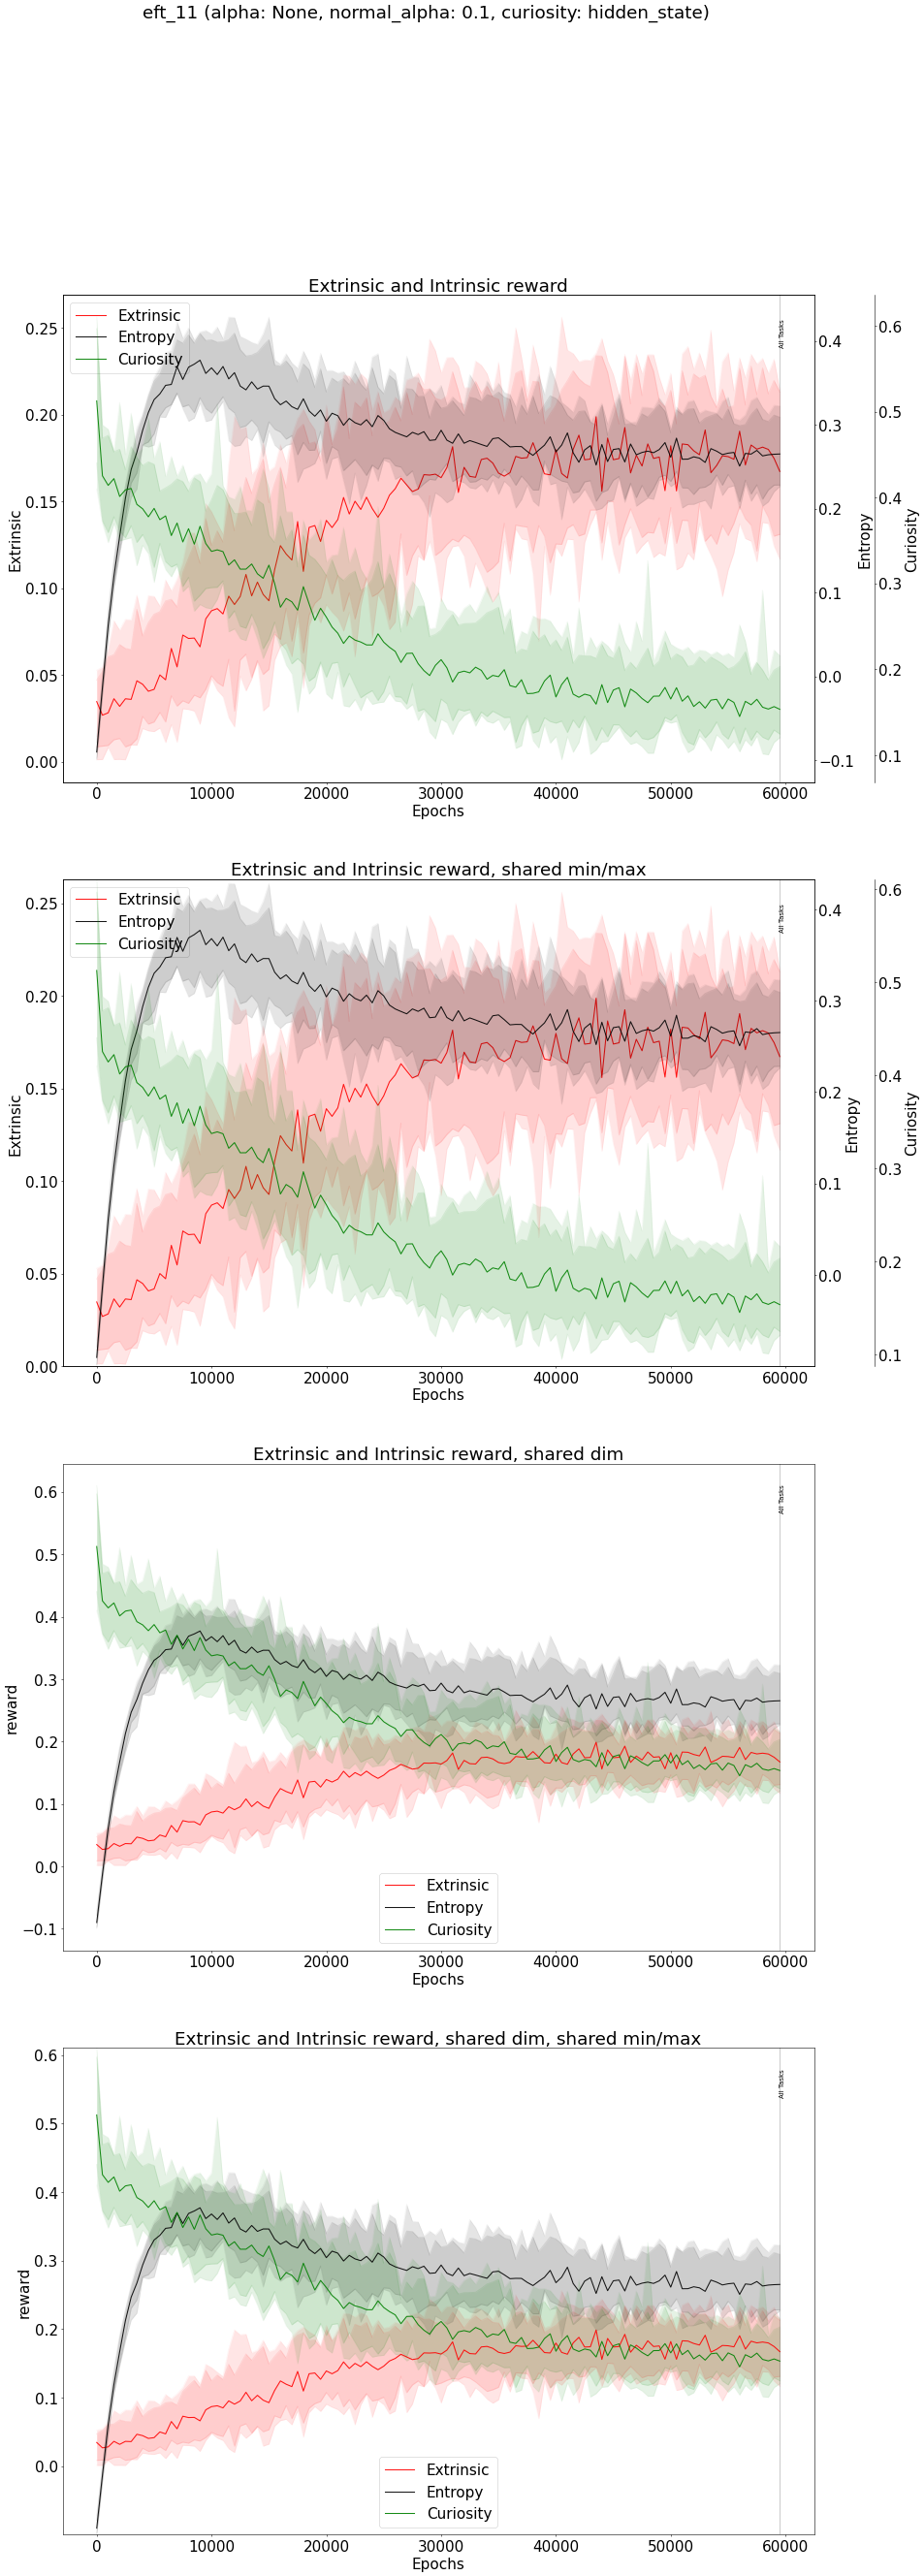 eft_11 (alpha: None, normal_alpha: 0.1, curiosity: hidden_state)
Extrinsic and Intrinsic reward
Extrinsic
Entropy
Curiosity
All Tasks
0.25
0.20
0.15
0.10
0.05
0.00
Extrinsic
0.4
0.3
0.2
0.1
0.0
−0.1
Entropy
0.6
0.5
0.4
0.3
0.2
0.1
Curiosity
0 10000 20000 30000 40000 50000 60000
Epochs
Extrinsic and Intrinsic reward, shared min/max
Extrinsic
Entropy
Curiosity
All Tasks
0.25
0.20
0.15
0.10
0.05
0.00
Extrinsic
0.4
0.3
0.2
0.1
0.0
Entropy
0.6
0.5
0.4
0.3
0.2
0.1
Curiosity
0 10000 20000 30000 40000 50000 60000
Epochs
Extrinsic and Intrinsic reward, shared dim
All Tasks
0.6
0.5
0.4
0.3
0.2
0.1
0.0
−0.1
reward
Extrinsic
Entropy
Curiosity
0 10000 20000 30000 40000 50000 60000
Epochs
Extrinsic and Intrinsic reward, shared dim, shared min/max
All Tasks
0.6
0.5
0.4
0.3
0.2
0.1
0.0
reward
Extrinsic
Entropy
Curiosity
0 10000 20000 30000 40000 50000 60000
Epochs